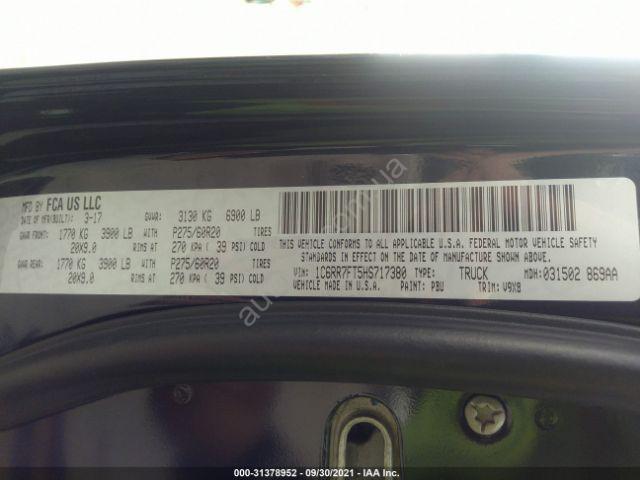 MFD BY FCA US LLC
DATE OF MFR(BUILT): 3-17 GVWR: 3130 KG 6900 LB
GAWR FRONT: 1770 KG 3900 LB WITH P275/60R20 TIRES
20X9.0 RIMS AT 270 KPA ( 39 PSI) COLD
GAWR REAR: 1770 KG 3900 LB WITH P275/60R20 TIRES
20X9.0 RIMS AT 270 KPA ( 39 PSI) COLD
THIS VEHICLE CONFORMS TO ALL APPLICABLE U.S.A. FEDERAL MOTOR VEHICLE SAFETY
STANDARDS IN EFFECT ON THE DATE OF MANUFACTURE SHOWN ABOVE.
VIN: 1C6RR7FT5HS717380 TYPE: TRUCK MDH: 031502 869AA
VEHICLE MADE IN U.S.A. PAINT: PBU TRIM: V9X8
000-31378952 - 09/30/2021 - IAA Inc.